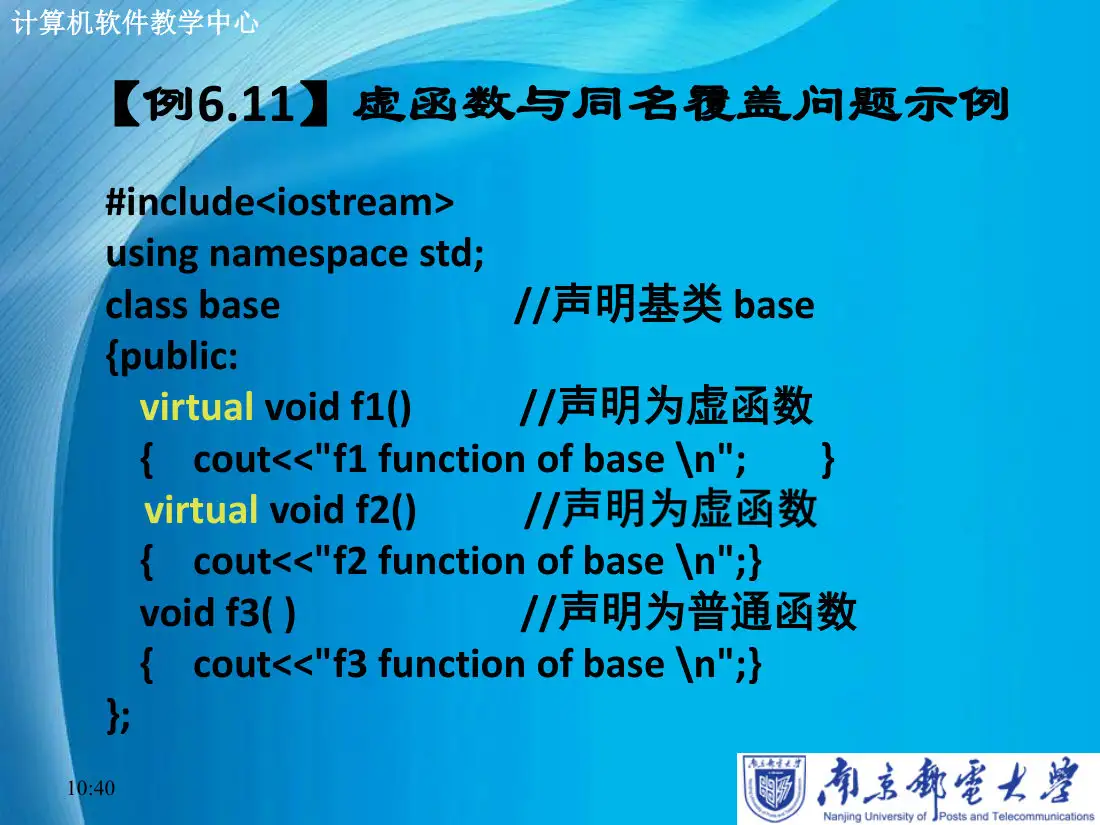 计算机软件教学中心
【例6.11】虚函数与同名覆盖问题示例
#include<iostream>
using namespace std;
class base //声明基类 base
{public:
virtual void f1() //声明为虚函数
{ cout<<"f1 function of base \n"; }
virtual void f2() //声明为虚函数
{ cout<<"f2 function of base \n";}
void f3( ) //声明为普通函数
{ cout<<"f3 function of base \n";}
};
10:40
南京郵電大學
Nanjing University of Posts and Telecommunications